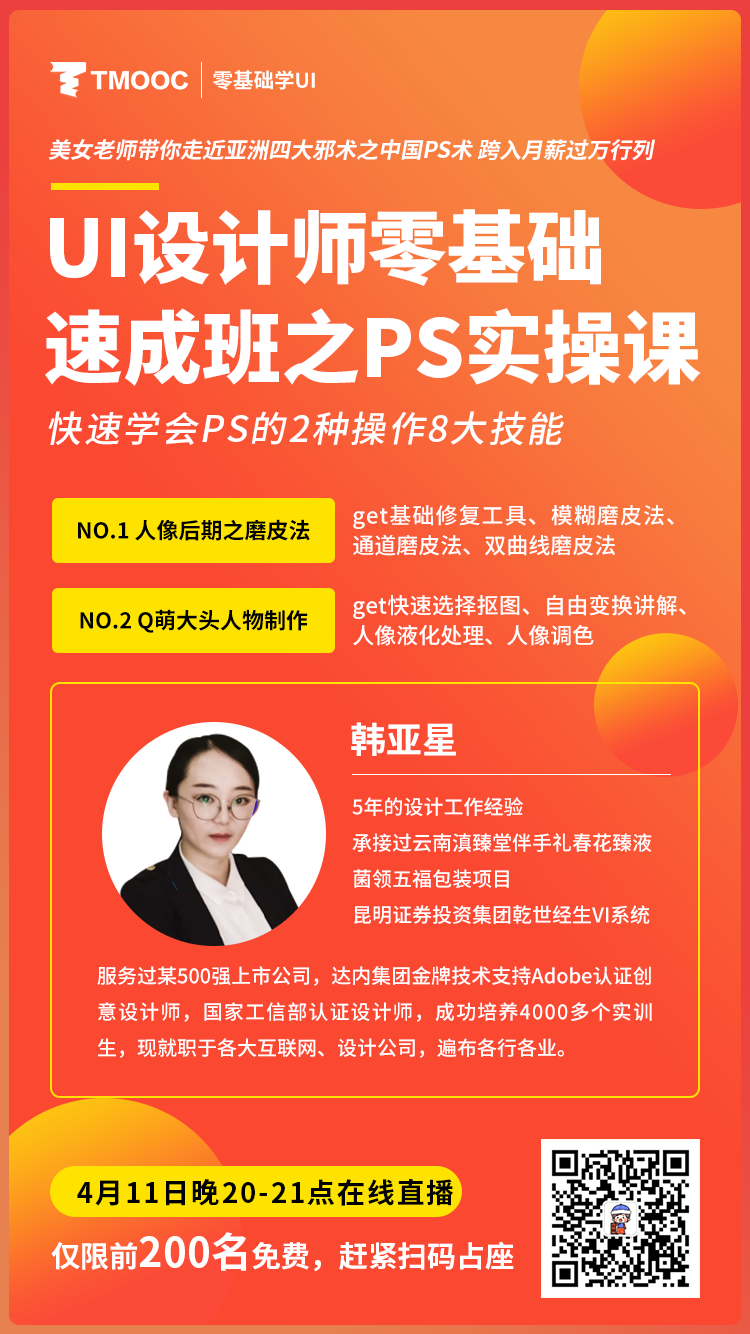 TMOOC 零基础学UI
美女老师带你走近亚洲四大邪术之中国PS术 跨入月薪过万行列
UI设计师零基础
速成班之PS实操课
快速学会PS的2种操作8大技能
NO.1 人像后期之磨皮法
get基础修复工具、模糊磨皮法、
通道磨皮法、双曲线磨皮法
NO.2 Q萌大头人物制作
get快速选择抠图、自由变换讲解、
人像液化处理、人像调色
韩亚星
5年的设计工作经验
承接过云南滇臻堂伴手礼春花臻液
菌领五福包装项目
昆明证券投资集团乾世经生VI系统
服务过某500强上市公司，达内集团金牌技术支持Adobe认证创
意设计师，国家工信部认证设计师，成功培养4000多个实训
生，现就职于各大互联网、设计公司，遍布各行各业。
4月11日晚20-21点在线直播
仅限前200名免费，赶紧扫码占座